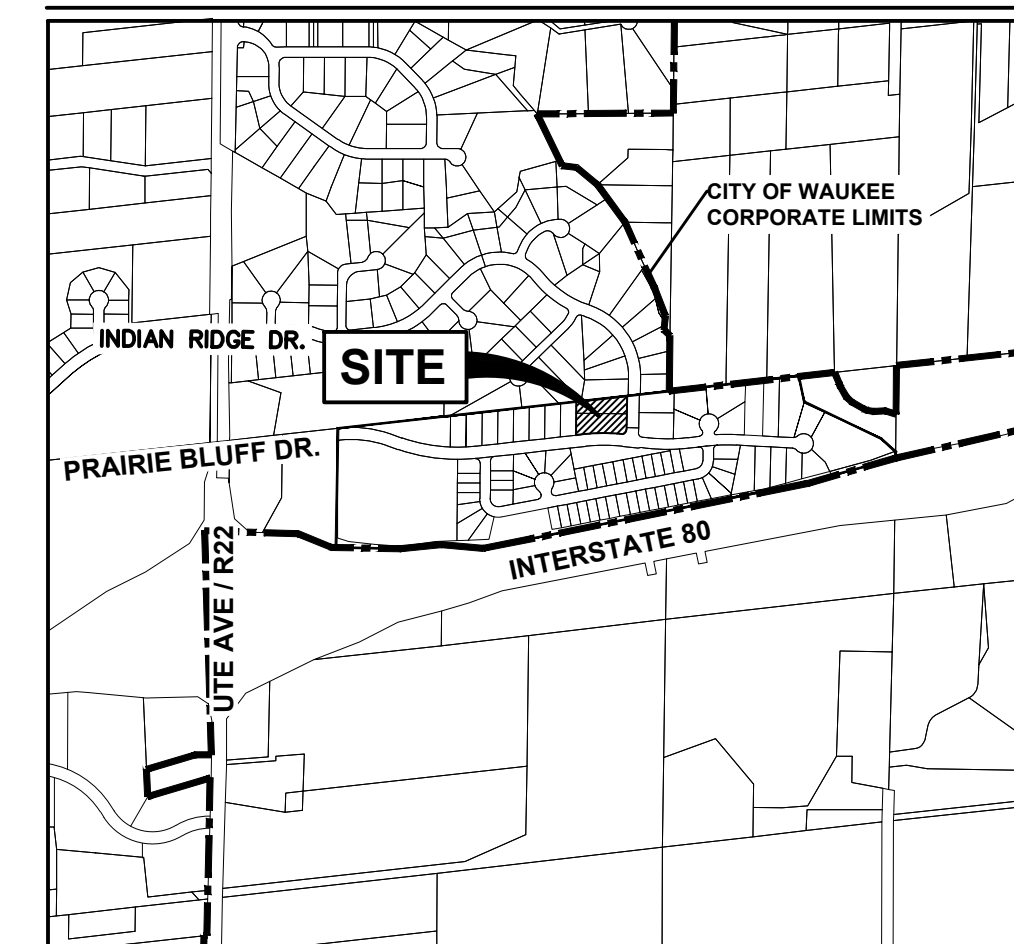 CITY OF WAUKEE
CORPORATE LIMITS
INDIAN RIDGE DR.
SITE
PRAIRIE BLUFF DR.
INTERSTATE 80
UTE AVE / R22